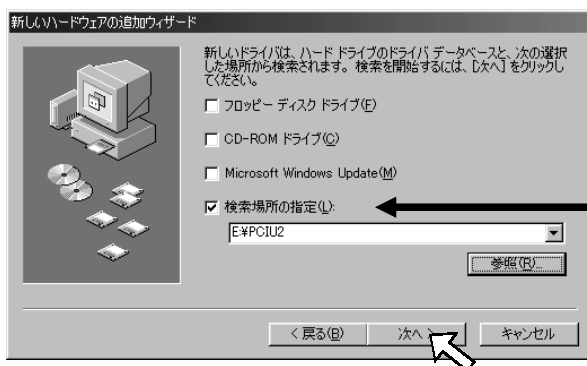 新しいハードウェアの追加ウィザード
新しいドライバは、ハード ドライブのドライバ データベースと、次の選択
した場所から検索されます。検索を開始するには、[次へ] をクリックし
てください。
フロッピー ディスク ドライブ(F)
CD-ROM ドライブ(C)
Microsoft Windows Update(M)
検索場所の指定(L):
E:¥PCIU2
参照(R)...
< 戻る(B)
次へ >
キャンセル